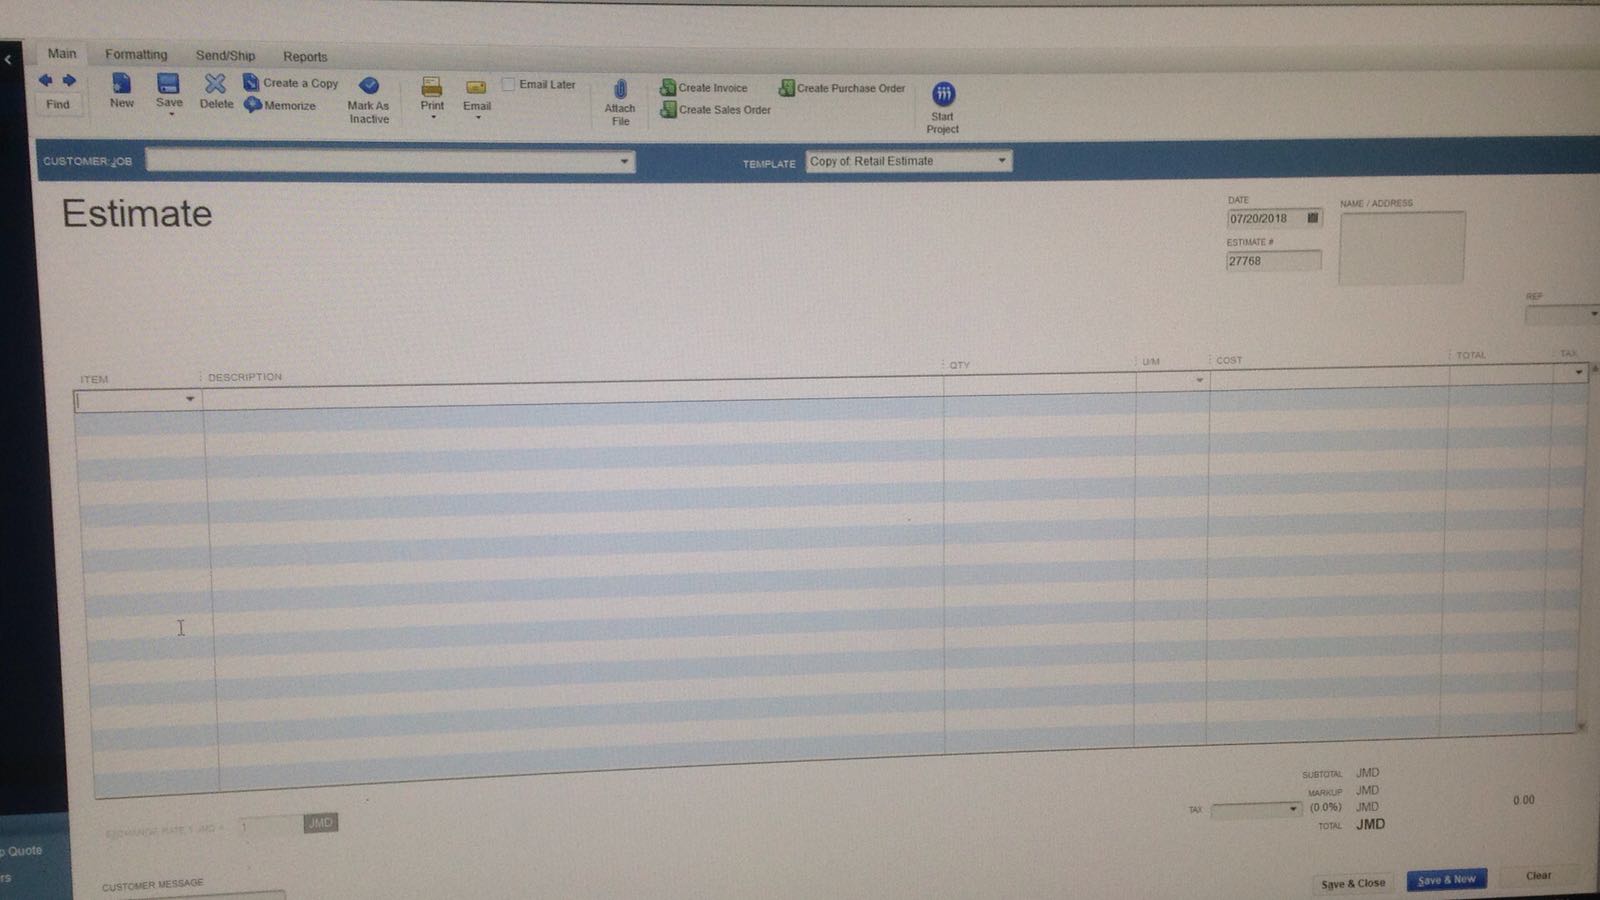 Main Formatting Send/Ship Reports
Find New Save Delete Create a Copy Memorize Mark As Inactive Print Email Email Later Attach File Create Invoice Create Sales Order Create Purchase Order Start Project
CUSTOMER:JOB TEMPLATE Copy of: Retail Estimate
Estimate
DATE NAME / ADDRESS
07/20/2018
ESTIMATE #
27768
REP
ITEM DESCRIPTION QTY U/M COST TOTAL TAX
SUBTOTAL JMD
MARKUP JMD 0.00
TAX (0.0%) JMD
TOTAL JMD
EXCHANGE RATE 1 JMD = 1 JMD
Quote
CUSTOMER MESSAGE
Save & Close Save & New Clear